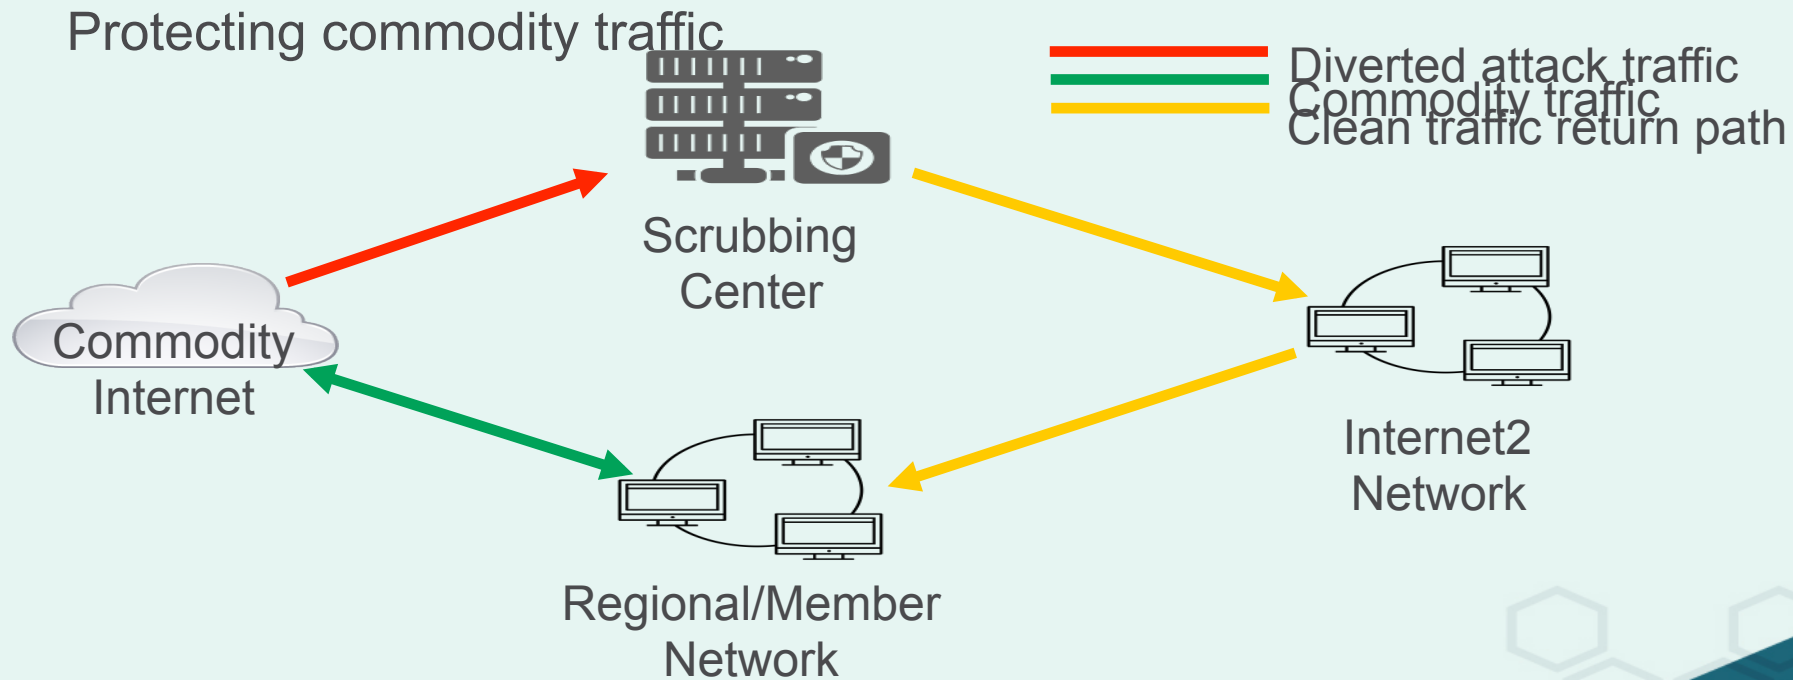 Protecting commodity traffic
Diverted attack traffic
Commodity traffic
Clean traffic return path
Scrubbing
Center
Commodity
Internet
Internet2
Network
Regional/Member
Network